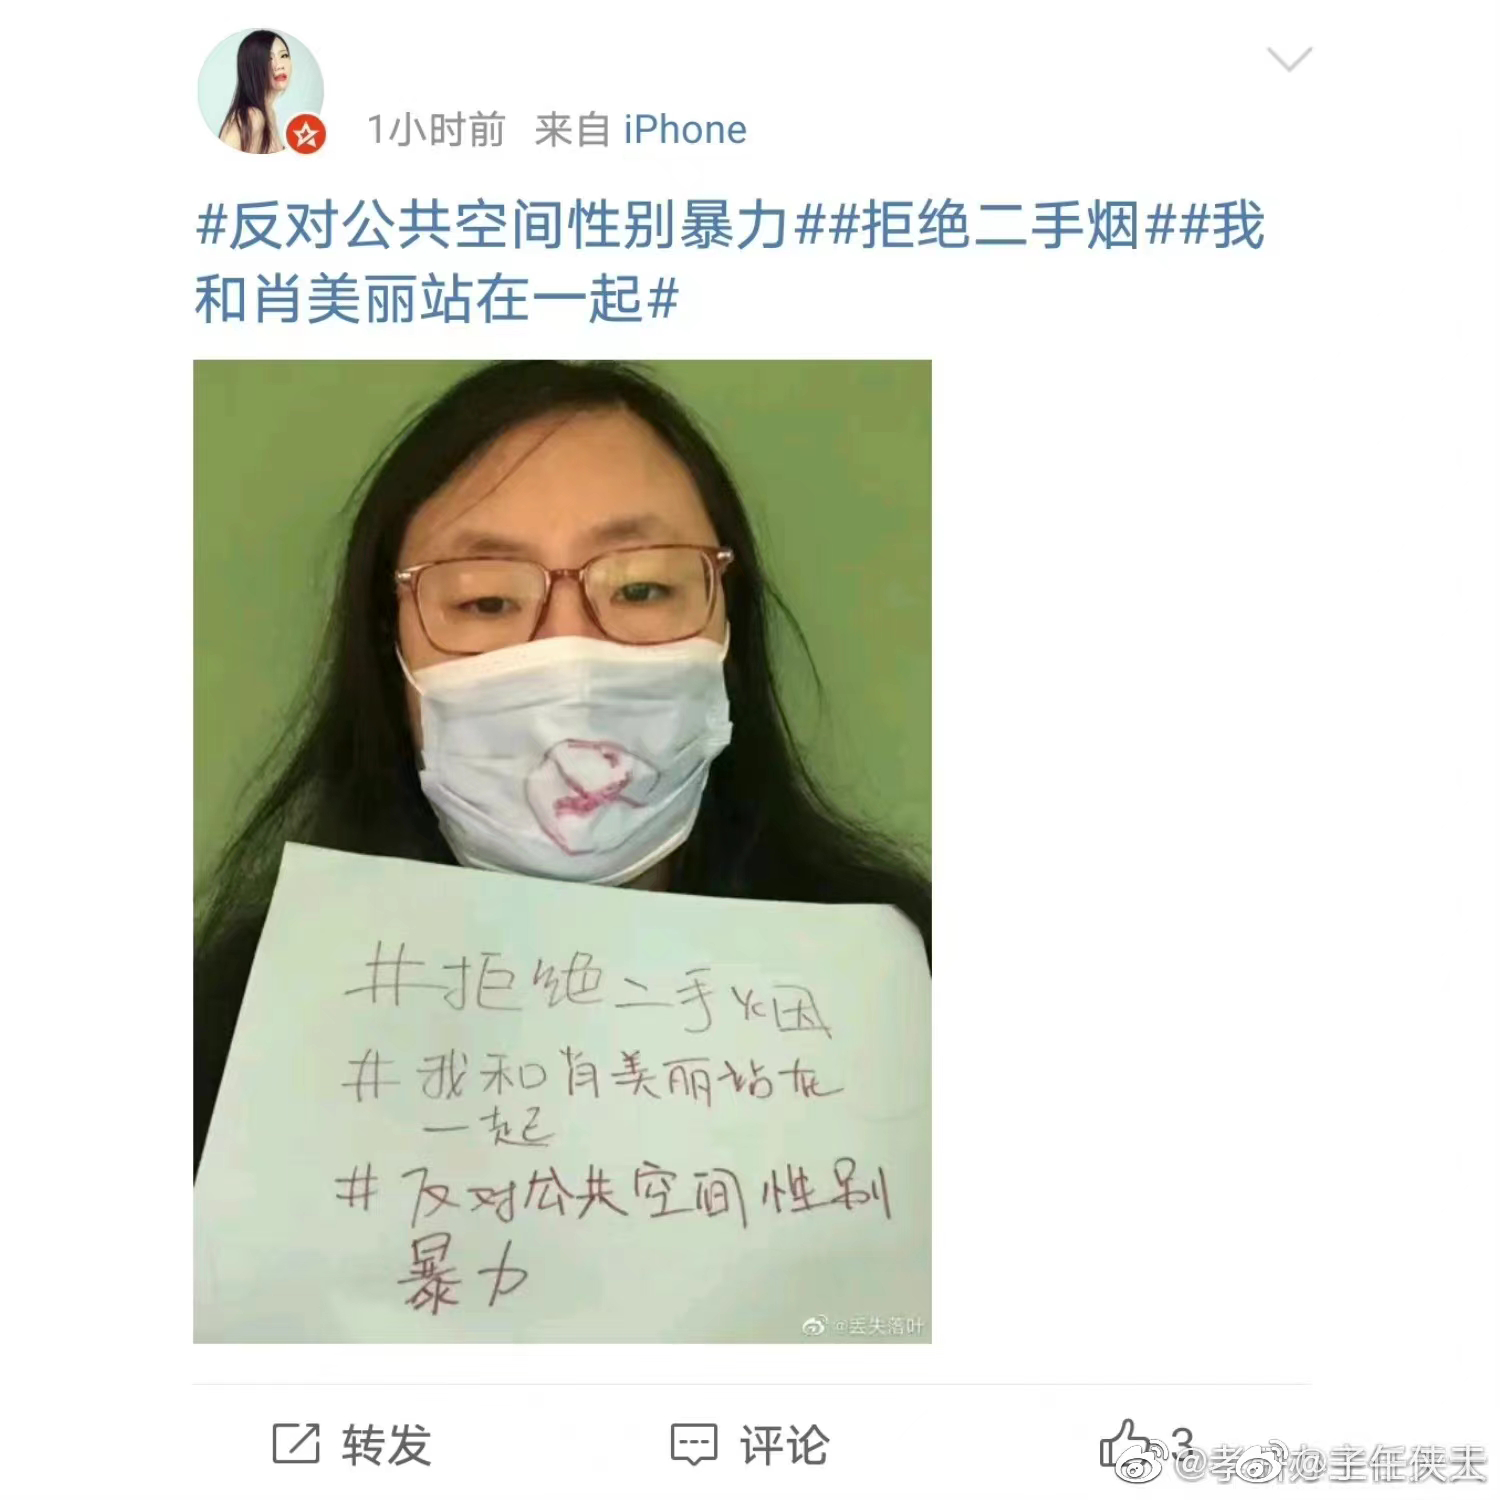 1小时前 来自 iPhone
#反对公共空间性别暴力##拒绝二手烟##我
和肖美丽站在一起#
#拒绝二手烟
#我和肖美丽站在
一起
#反对公共空间性别
暴力
@丢失落叶
转发 评论 3
主任侠夫